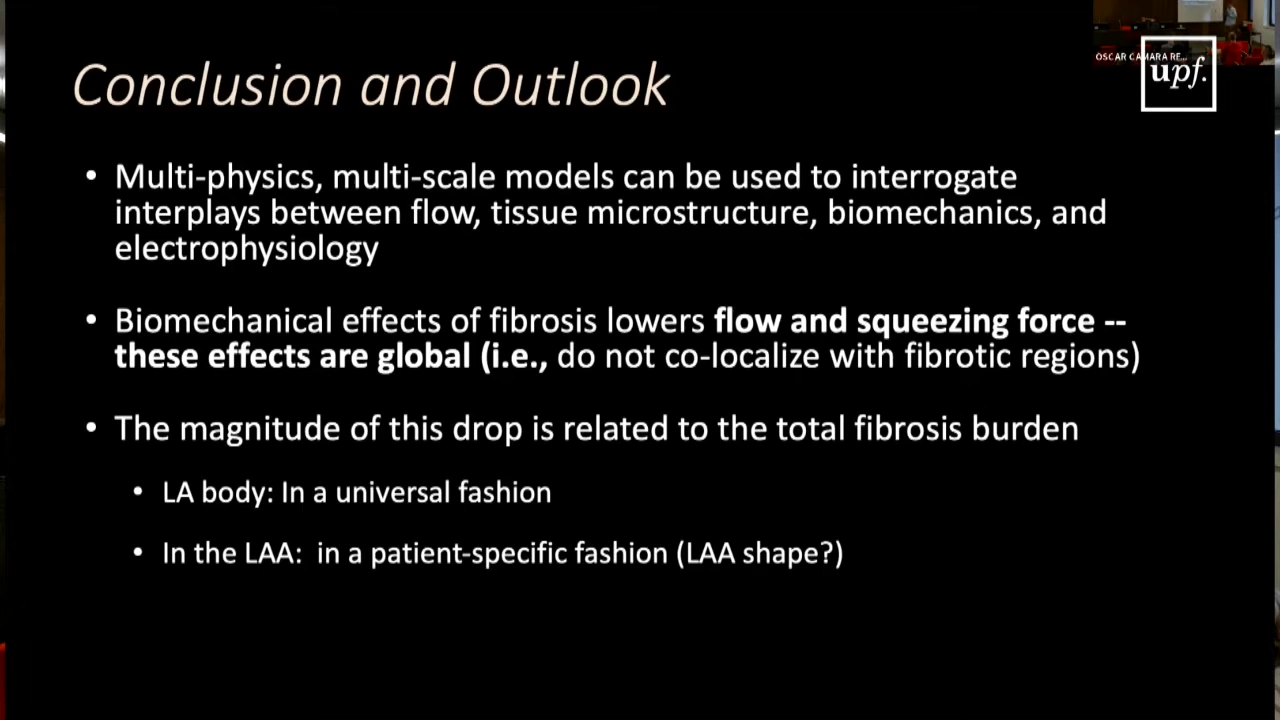 ÓSCAR CÁMARA RE...
upf.
Conclusion and Outlook
• Multi-physics, multi-scale models can be used to interrogate
interplays between flow, tissue microstructure, biomechanics, and
electrophysiology
• Biomechanical effects of fibrosis lowers flow and squeezing force --
these effects are global (i.e., do not co-localize with fibrotic regions)
• The magnitude of this drop is related to the total fibrosis burden
• LA body: In a universal fashion
• In the LAA:  in a patient-specific fashion (LAA shape?)